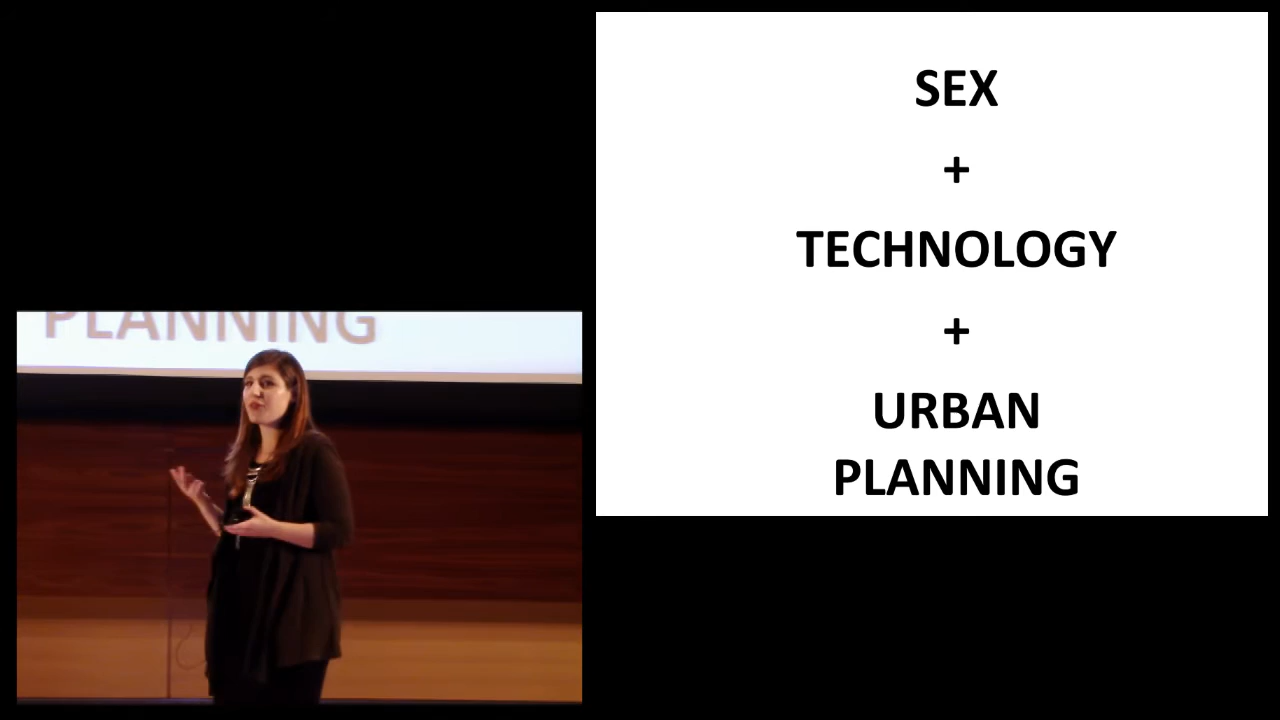 SEX
+
TECHNOLOGY
+
URBAN
PLANNING
PLANNING